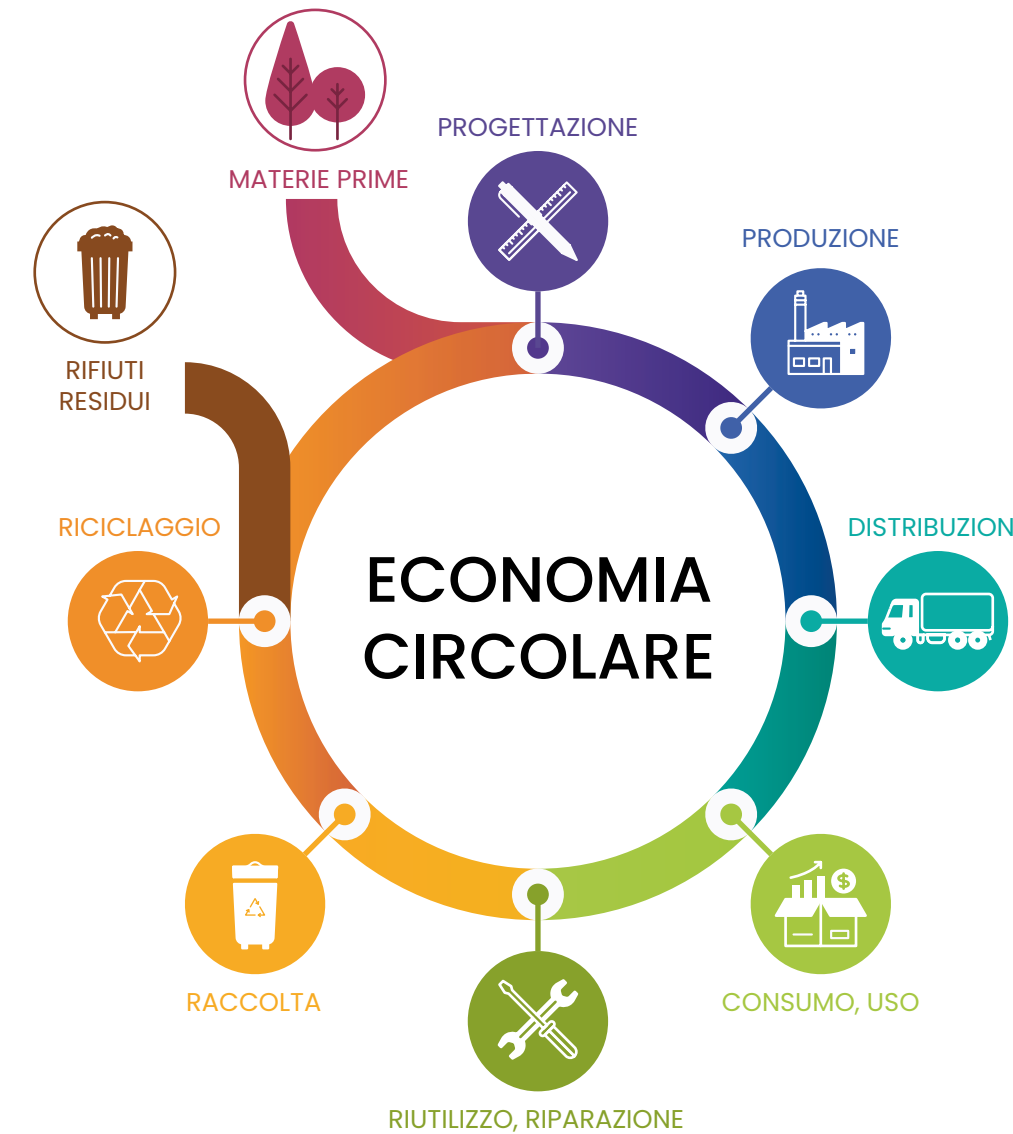 MATERIE PRIME
PROGETTAZIONE
PRODUZIONE
DISTRIBUZION
CONSUMO, USO
RIUTILIZZO, RIPARAZIONE
RACCOLTA
RICICLAGGIO
RIFIUTI
RESIDUI
ECONOMIA
CIRCOLARE
$